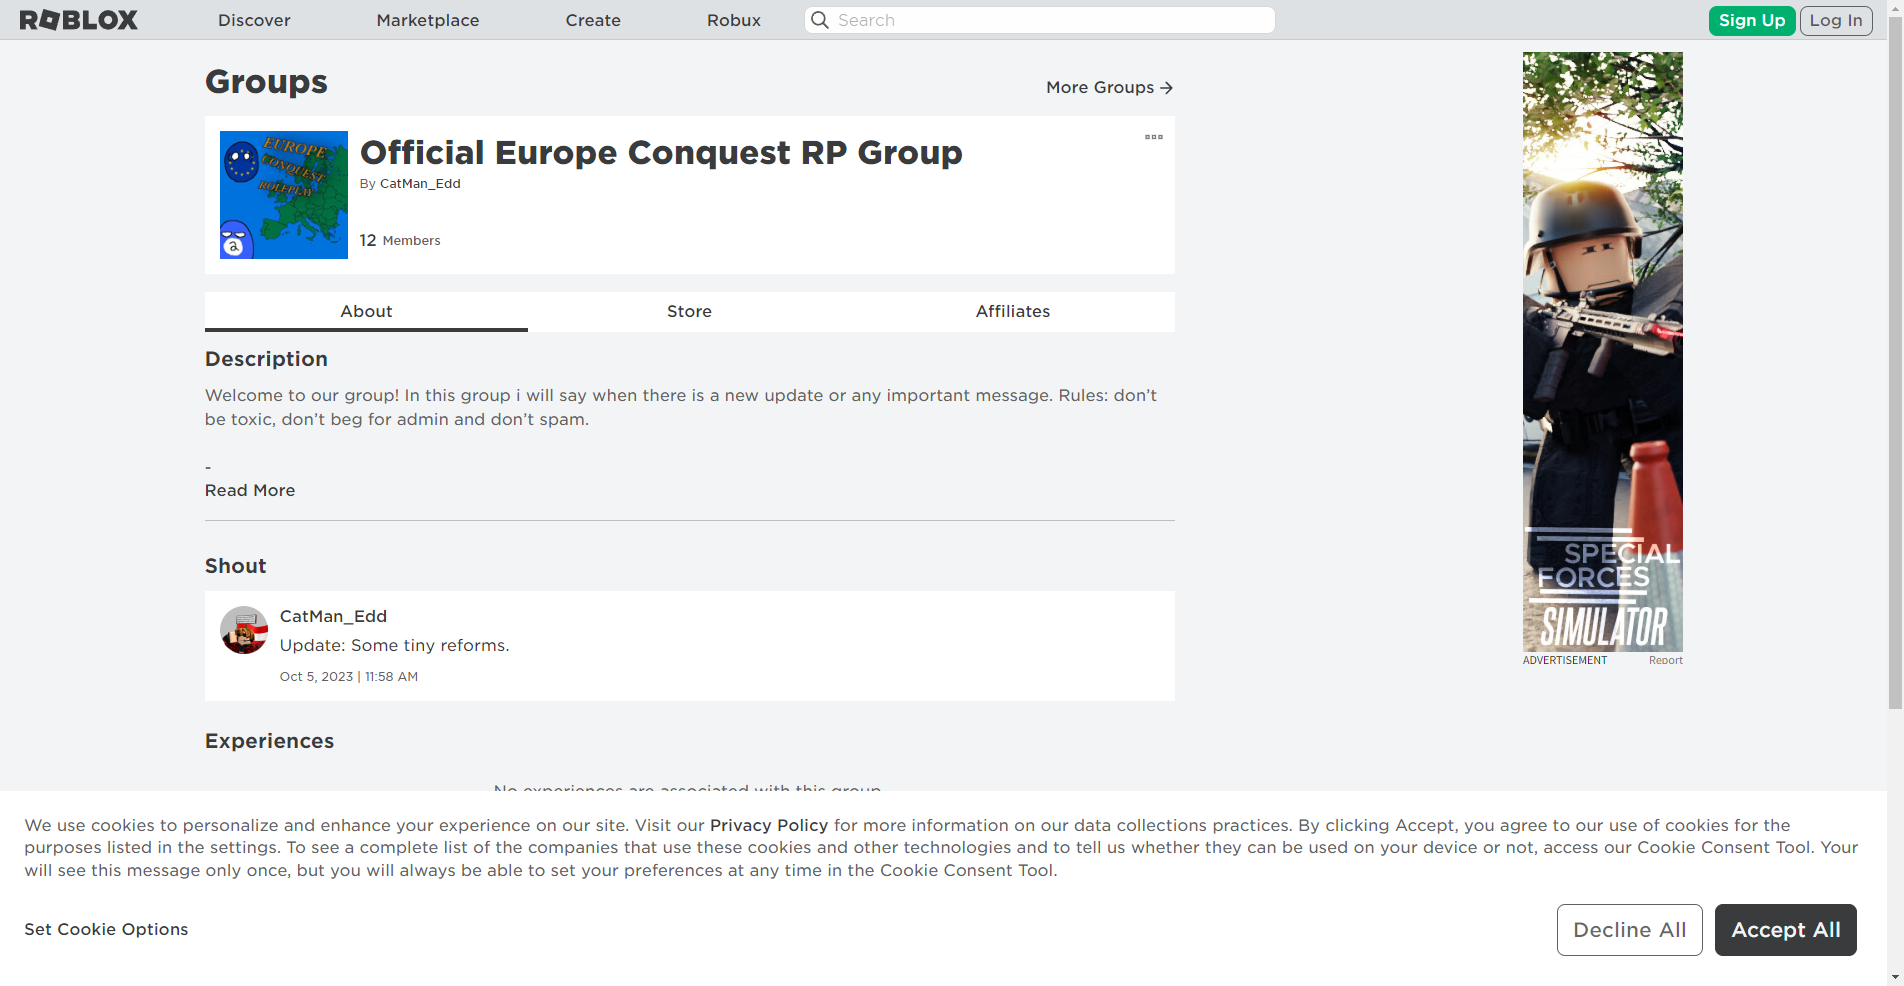 ROBLOX
Discover
Marketplace
Create
Robux
Search
Sign Up
Log In
Groups
More Groups →
EUROPE
CONQUEST
ROLEPLAY
a
Official Europe Conquest RP Group
By CatMan_Edd
12 Members
About
Store
Affiliates
Description
Welcome to our group! In this group i will say when there is a new update or any important message. Rules: don't
be toxic, don't beg for admin and don't spam.
-
Read More
Shout
CatMan_Edd
Update: Some tiny reforms.
Oct 5, 2023 | 11:58 AM
Experiences
No experiences are associated with this group
SPECIAL
FORCES
SIMULATOR
ADVERTISEMENT
Report
We use cookies to personalize and enhance your experience on our site. Visit our Privacy Policy for more information on our data collections practices. By clicking Accept, you agree to our use of cookies for the
purposes listed in the settings. To see a complete list of the companies that use these cookies and other technologies and to tell us whether they can be used on your device or not, access our Cookie Consent Tool. Your
will see this message only once, but you will always be able to set your preferences at any time in the Cookie Consent Tool.
Set Cookie Options
Decline All
Accept All